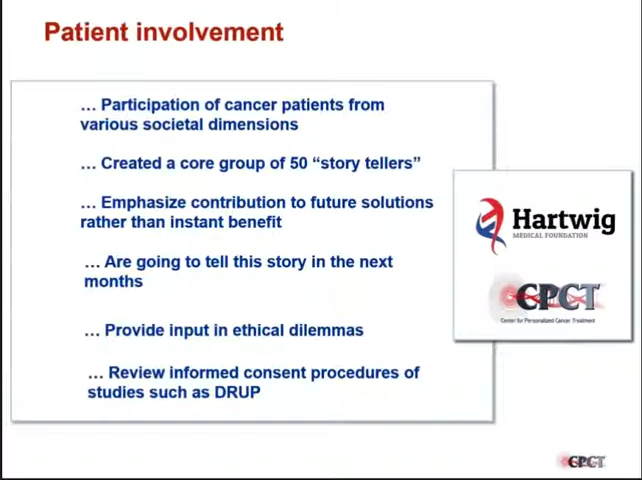 Patient involvement
… Participation of cancer patients from
various societal dimensions
… Created a core group of 50 “story tellers”
… Emphasize contribution to future solutions
rather than instant benefit
… Are going to tell this story in the next
months
… Provide input in ethical dilemmas
… Review informed consent procedures of
studies such as DRUP
Hartwig
MEDICAL FOUNDATION
CPCT
Center for Personalized Cancer Treatment
CPCT